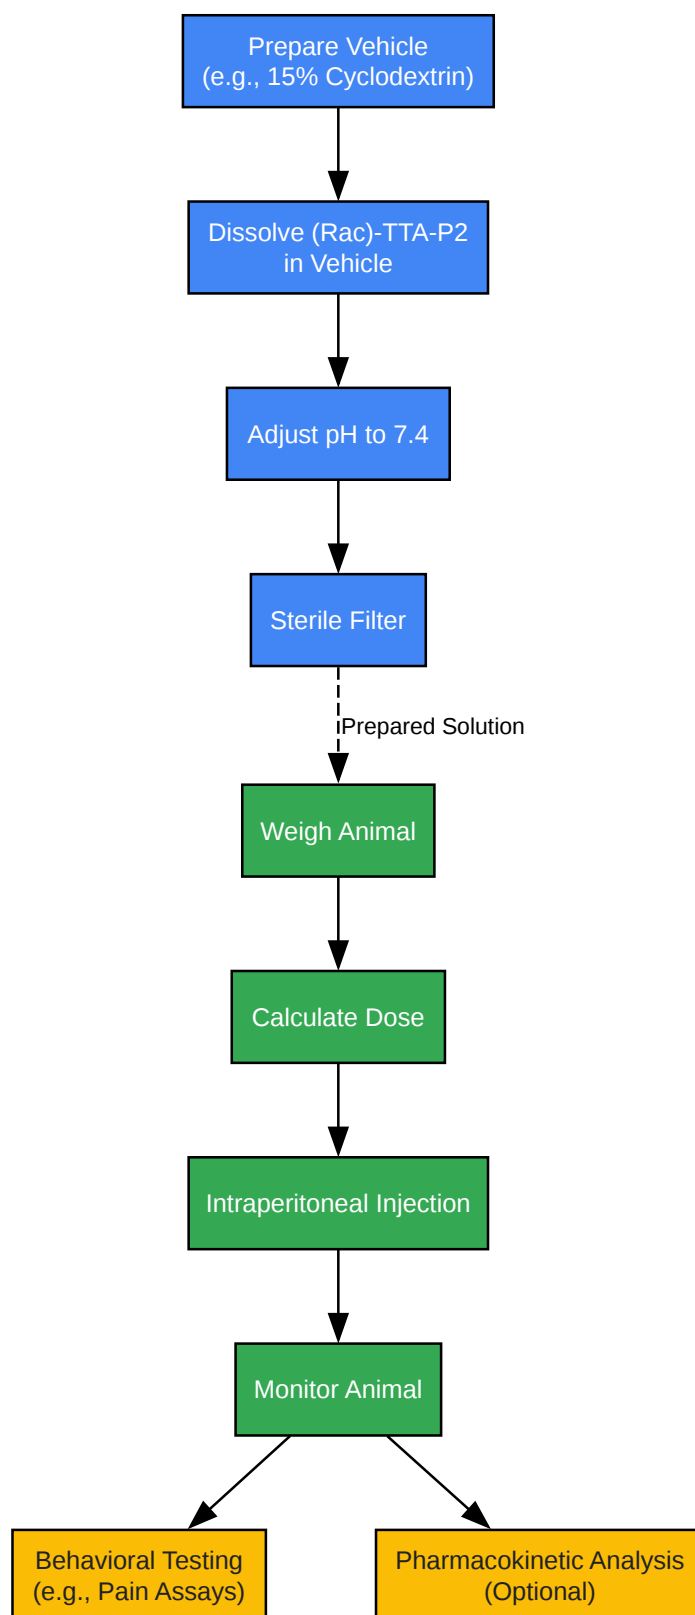 Prepare Vehicle
(e.g., 15% Cyclodextrin)
Dissolve (Rac)-TTA-P2
in Vehicle
Adjust pH to 7.4
Sterile Filter
Prepared Solution
Weigh Animal
Calculate Dose
Intraperitoneal Injection
Monitor Animal
Behavioral Testing
(e.g., Pain Assays)
Pharmacokinetic Analysis
(Optional)